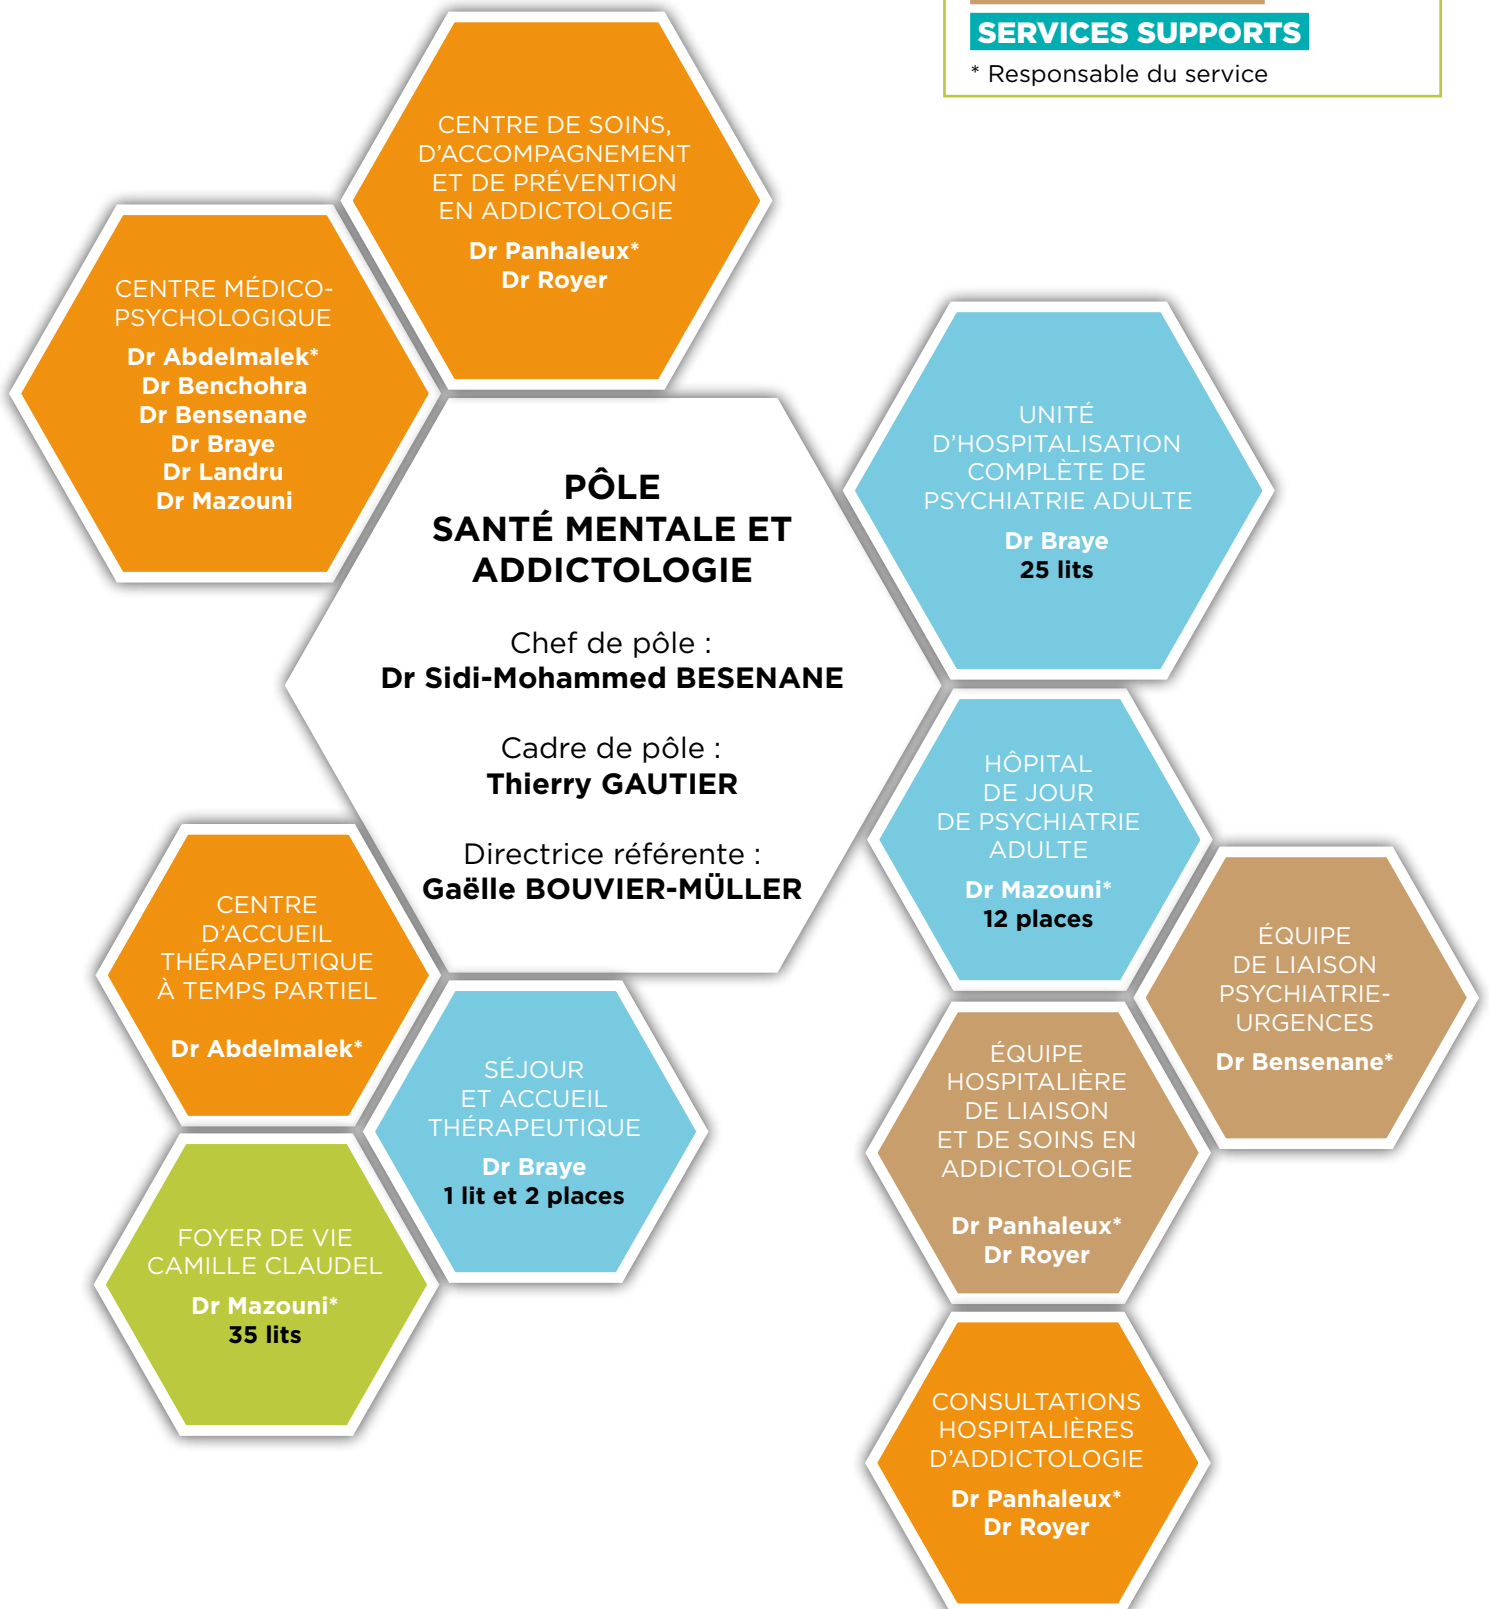 SERVICES SUPPORTS
* Responsable du service
CENTRE DE SOINS,
D'ACCOMPAGNEMENT
ET DE PRÉVENTION
EN ADDICTOLOGIE
Dr Panhaleux*
Dr Royer
CENTRE MÉDICO-
PSYCHOLOGIQUE
Dr Abdelmalek*
Dr Benchohra
Dr Bensenane
Dr Braye
Dr Landru
Dr Mazouni
UNITÉ
D'HOSPITALISATION
COMPLÈTE DE
PSYCHIATRIE ADULTE
Dr Braye
25 lits
PÔLE
SANTÉ MENTALE ET
ADDICTOLOGIE
Chef de pôle :
Dr Sidi-Mohammed BESENANE
Cadre de pôle :
Thierry GAUTIER
Directrice référente :
Gaëlle BOUVIER-MÜLLER
HÔPITAL
DE JOUR
DE PSYCHIATRIE
ADULTE
Dr Mazouni*
12 places
CENTRE
D'ACCUEIL
THÉRAPEUTIQUE
À TEMPS PARTIEL
Dr Abdelmalek*
ÉQUIPE
DE LIAISON
PSYCHIATRIE-
URGENCES
Dr Bensenane*
SÉJOUR
ET ACCUEIL
THÉRAPEUTIQUE
Dr Braye
1 lit et 2 places
ÉQUIPE
HOSPITALIÈRE
DE LIAISON
ET DE SOINS EN
ADDICTOLOGIE
Dr Panhaleux*
Dr Royer
FOYER DE VIE
CAMILLE CLAUDEL
Dr Mazouni*
35 lits
CONSULTATIONS
HOSPITALIÈRES
D'ADDICTOLOGIE
Dr Panhaleux*
Dr Royer